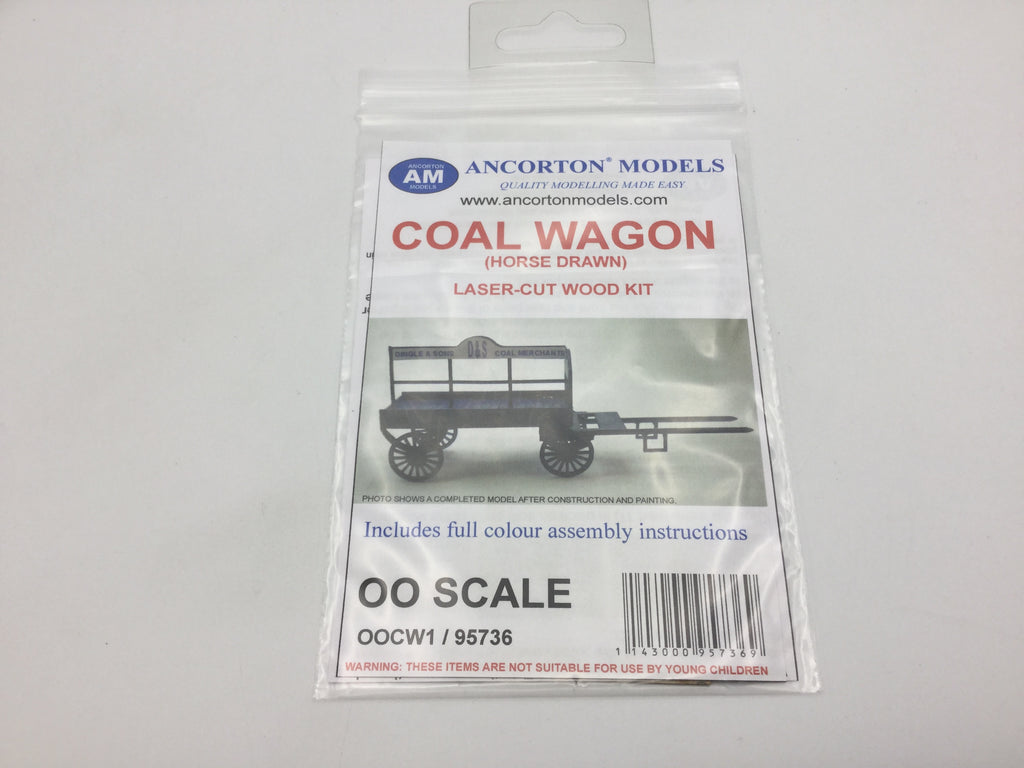 ANCORTON
AM
MODELS
ANCORTON® MODELS
QUALITY MODELLING MADE EASY
www.ancortonmodels.com
COAL WAGON
(HORSE DRAWN)
LASER-CUT WOOD KIT
DINGLE & SONS D&S COAL MERCHANTS
PHOTO SHOWS A COMPLETED MODEL AFTER CONSTRUCTION AND PAINTING.
Includes full colour assembly instructions
OO SCALE
OOCW1 / 95736
1 143000 957369
WARNING: THESE ITEMS ARE NOT SUITABLE FOR USE BY YOUNG CHILDREN